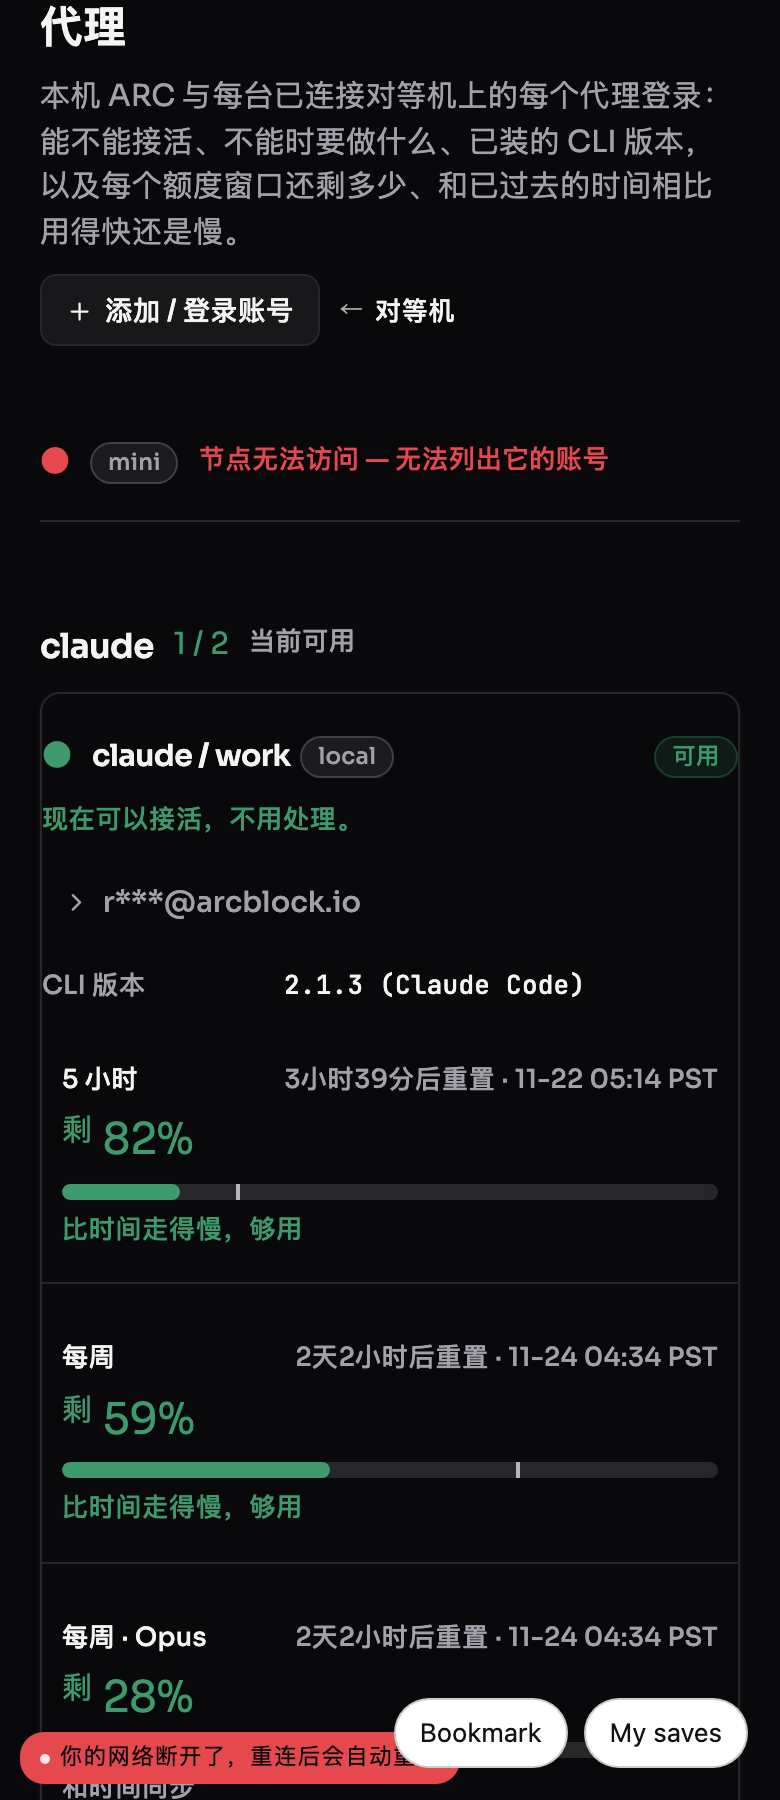 代理
本机 ARC 与每台已连接对等机上的每个代理登录：
能不能接活、不能时要做什么、已装的 CLI 版本，
以及每个额度窗口还剩多少、和已过去的时间相比
用得快还是慢。
+ 添加 / 登录账号 ← 对等机
mini 节点无法访问 — 无法列出它的账号
claude 1 / 2 当前可用
claude / work local 可用
现在可以接活，不用处理。
r***@arcblock.io
CLI 版本 2.1.3 (Claude Code)
5 小时 3小时39分后重置 · 11-22 05:14 PST
剩 82%
比时间走得慢，够用
每周 2天2小时后重置 · 11-24 04:34 PST
剩 59%
比时间走得慢，够用
每周 · Opus 2天2小时后重置 · 11-24 04:34 PST
剩 28%
Bookmark My saves
你的网络断开了，重连后会自动重
和时间同步